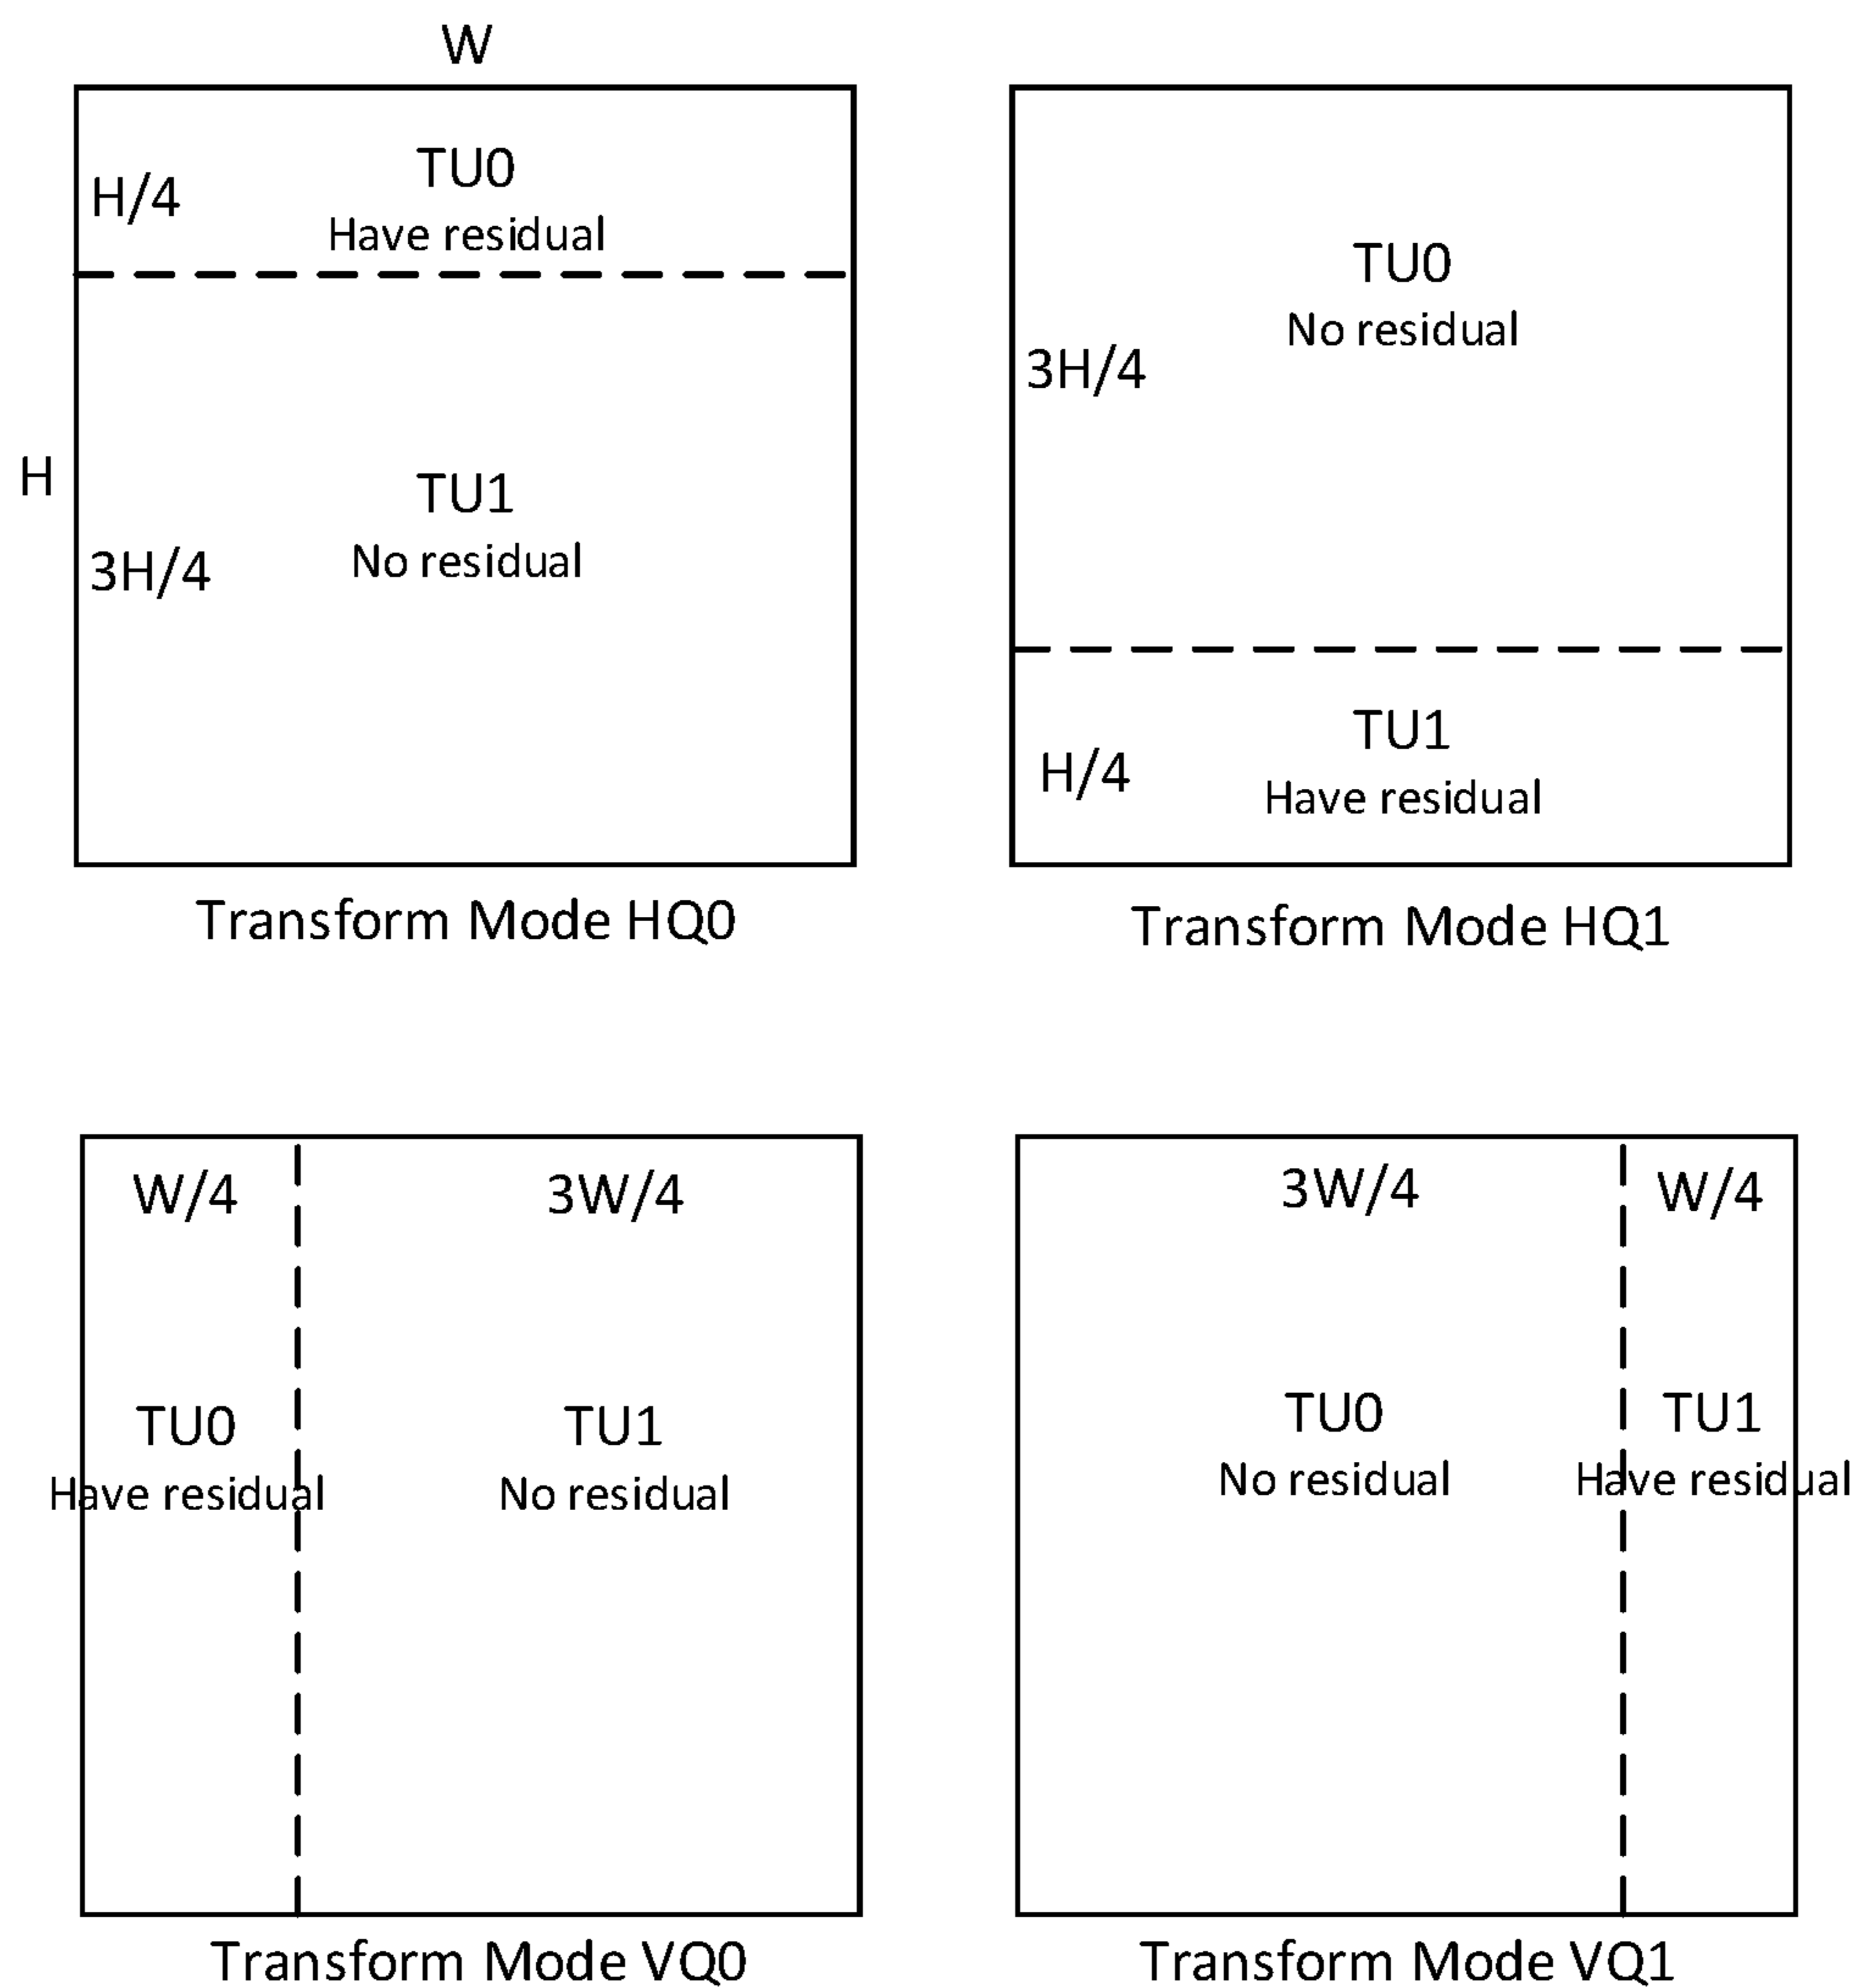 W
TU0
H/4
Have residual
H
TU1
No residual
3H/4
Transform Mode HQ0
TU0
No residual
3H/4
TU1
H/4
Have residual
Transform Mode HQ1
W/4 3W/4
TU0 TU1
Have residual No residual
Transform Mode VQ0
3W/4 W/4
TU0 TU1
No residual Have residual
Transform Mode VQ1